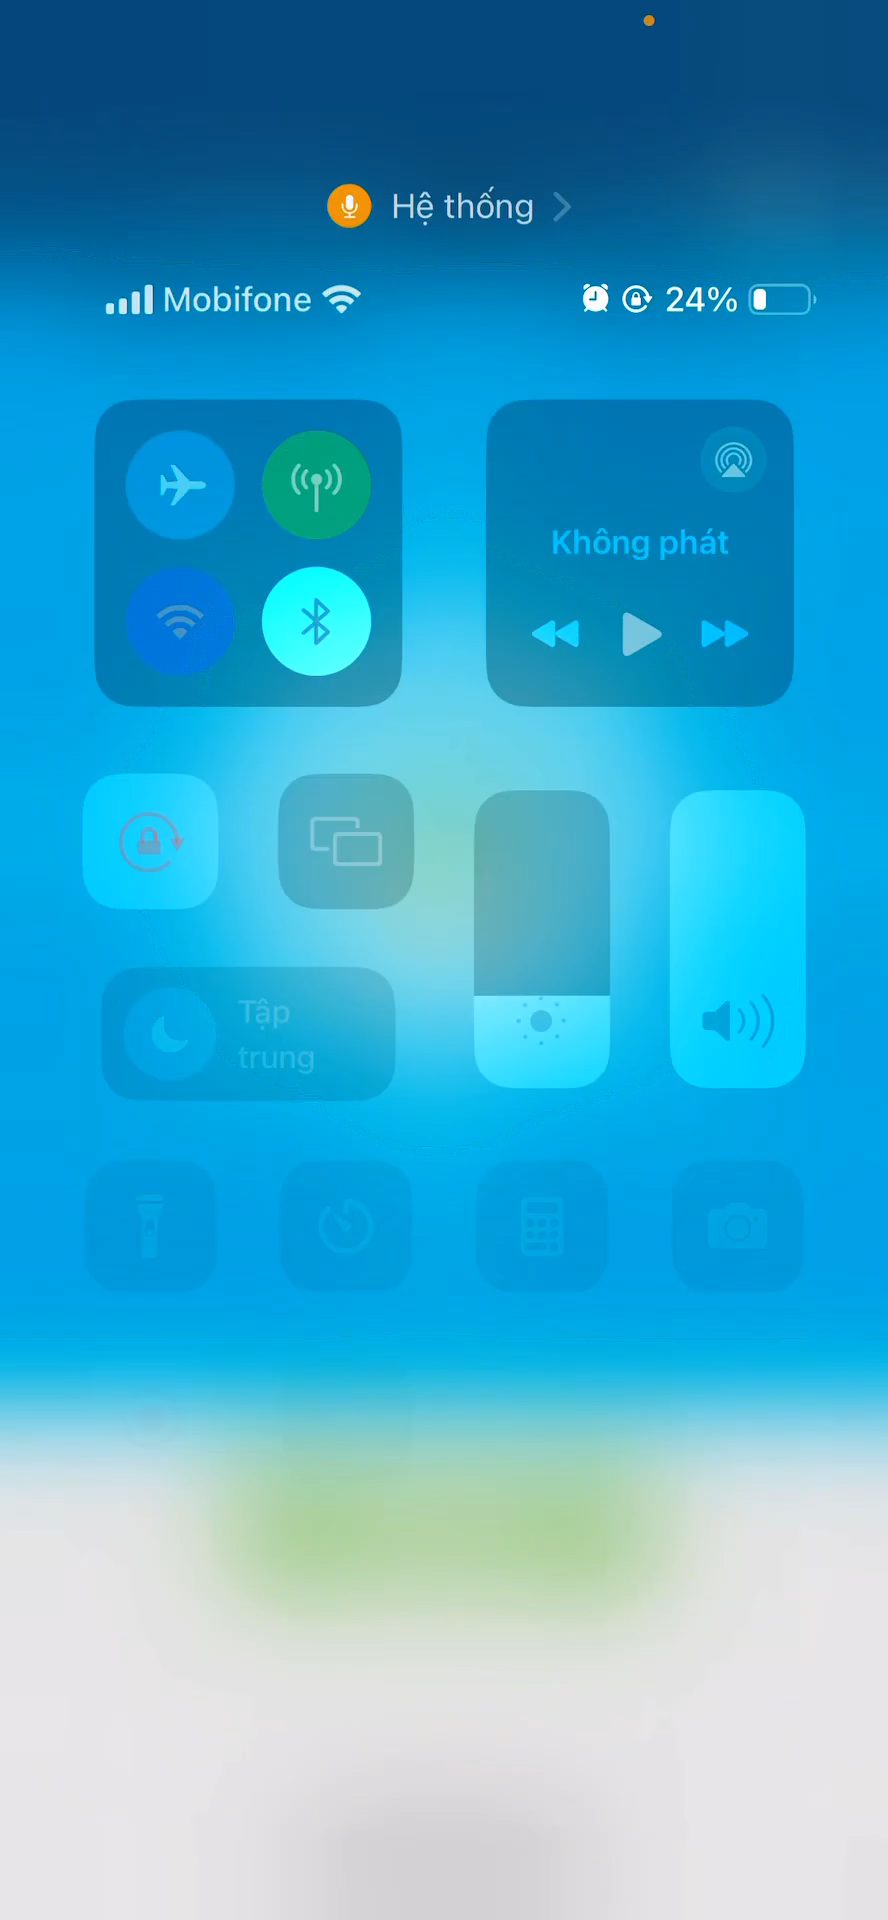 Hệ thống
Mobifone 24%
Không phát
Tập
trung